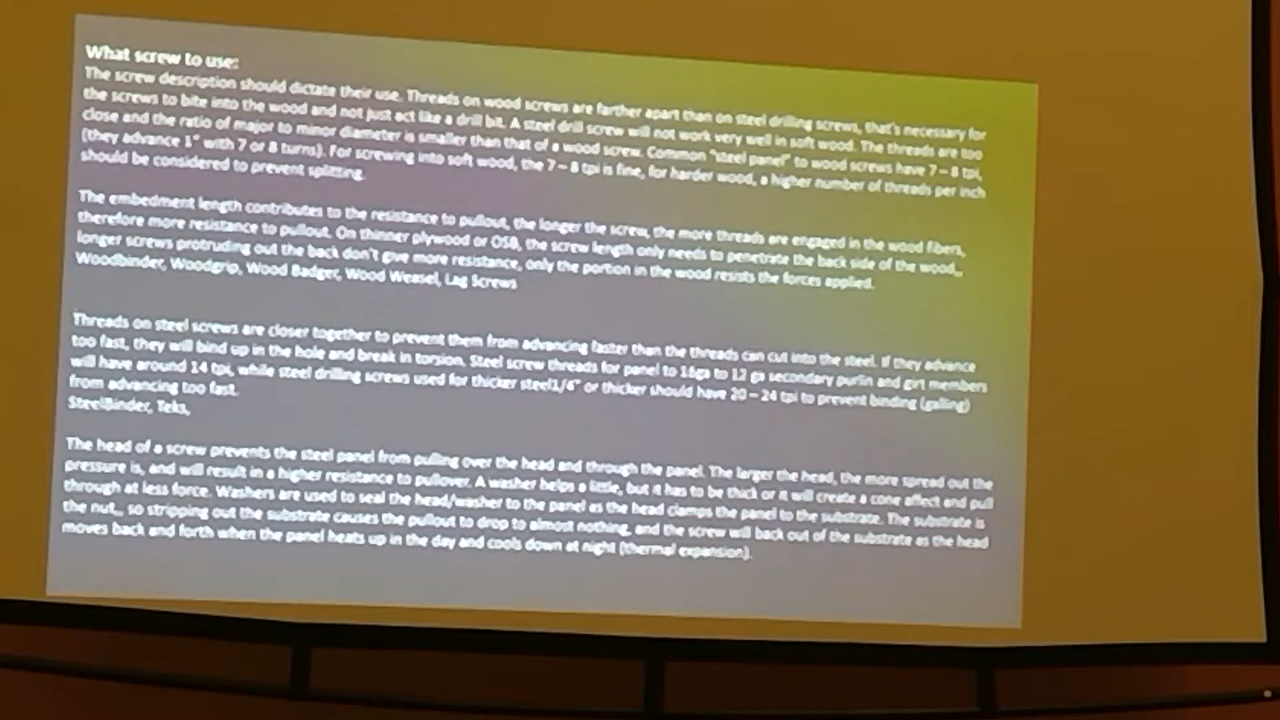 What screw to use:
The screw description should dictate their use. Threads on wood screws are farther apart than on steel drilling screws, that's necessary for
the screws to bite into the wood and not just act like a drill bit. A steel drill screw will not work very well in soft wood. The threads are too
close and the ratio of major to minor diameter is smaller than that of a wood screw. Common "steel panel" to wood screws have 7 – 8 tpi,
(they advance 1" with 7 or 8 turns). For screwing into soft wood, the 7 – 8 tpi is fine, for harder wood, a higher number of threads per inch
should be considered to prevent splitting.
The embedment length contributes to the resistance to pullout, the longer the screw, the more threads are engaged in the wood fibers,
therefore more resistance to pullout. On thinner plywood or OSB, the screw length only needs to penetrate the back side of the wood,,
longer screws protruding out the back don't give more resistance, only the portion in the wood resists the forces applied.
Woodbinder, Woodgrip, Wood Badger, Wood Weasel, Lag Screws
Threads on steel screws are closer together to prevent them from advancing faster than the threads can cut into the steel. If they advance
too fast, they will bind up in the hole and break in torsion. Steel screw threads for panel to 16ga to 12 ga secondary purlin and girt members
will have around 14 tpi, while steel drilling screws used for thicker steel1/4" or thicker should have 20 – 24 tpi to prevent binding (galling)
from advancing too fast.
SteelBinder, Teks,
The head of a screw prevents the steel panel from pulling over the head and through the panel. The larger the head, the more spread out the
pressure is, and will result in a higher resistance to pullover. A washer helps a little, but it has to be thick or it will create a cone affect and pull
through at less force. Washers are used to seal the head/washer to the panel as the head clamps the panel to the substrate. The substrate is
the nut,, so stripping out the substrate causes the pullout to drop to almost nothing, and the screw will back out of the substrate as the head
moves back and forth when the panel heats up in the day and cools down at night (thermal expansion).